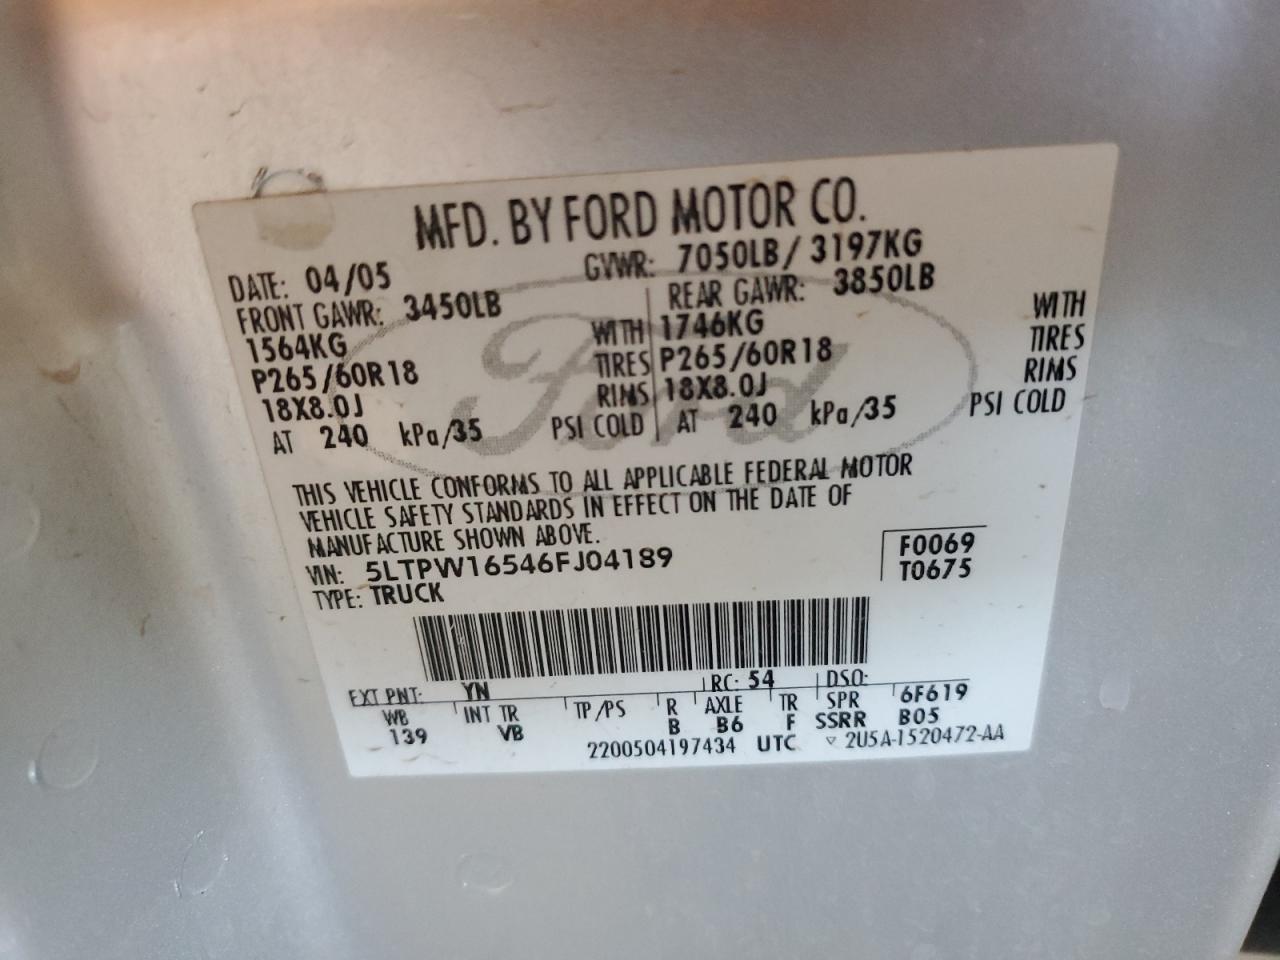 MFD. BY FORD MOTOR CO.
DATE: 04/05 GVWR: 7050LB / 3197KG
FRONT GAWR: 3450LB REAR GAWR: 3850LB
1564KG WITH 1746KG WITH
P265/60R18 TIRES P265/60R18 TIRES
18X8.0J RIMS 18X8.0J RIMS
AT 240 kPa/35 PSI COLD AT 240 kPa/35 PSI COLD
Ford
THIS VEHICLE CONFORMS TO ALL APPLICABLE FEDERAL MOTOR
VEHICLE SAFETY STANDARDS IN EFFECT ON THE DATE OF
MANUFACTURE SHOWN ABOVE.
VIN: 5LTPW16546FJ04189 F0069
TYPE: TRUCK T0675
EXT PNT: YN RC: 54 DSO:
WB INT TR TP/PS R AXLE TR SPR 6F619
139 VB B B6 F SSRR B05
2200504197434 UTC ▽ 2U5A-1520472-AA